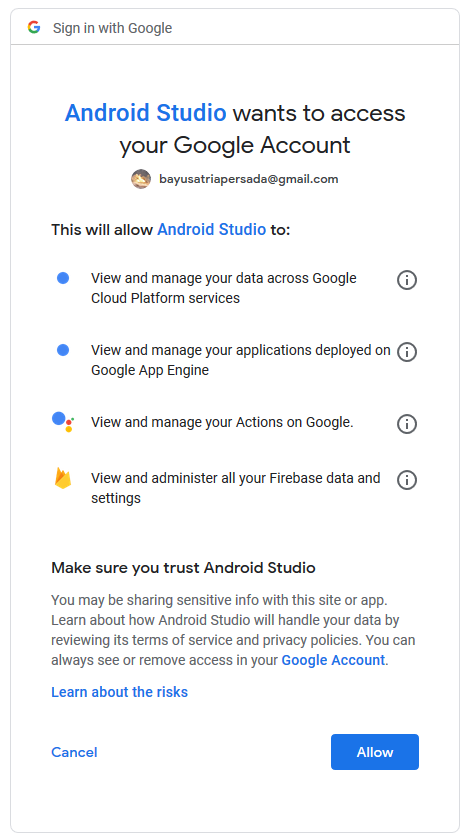 Sign in with Google
Android Studio wants to access
your Google Account
bayusatriapersada@gmail.com
This will allow Android Studio to:
View and manage your data across Google
Cloud Platform services
View and manage your applications deployed on
Google App Engine
View and manage your Actions on Google.
View and administer all your Firebase data and
settings
Make sure you trust Android Studio
You may be sharing sensitive info with this site or app.
Learn about how Android Studio will handle your data by
reviewing its terms of service and privacy policies. You can
always see or remove access in your Google Account.
Learn about the risks
Cancel
Allow